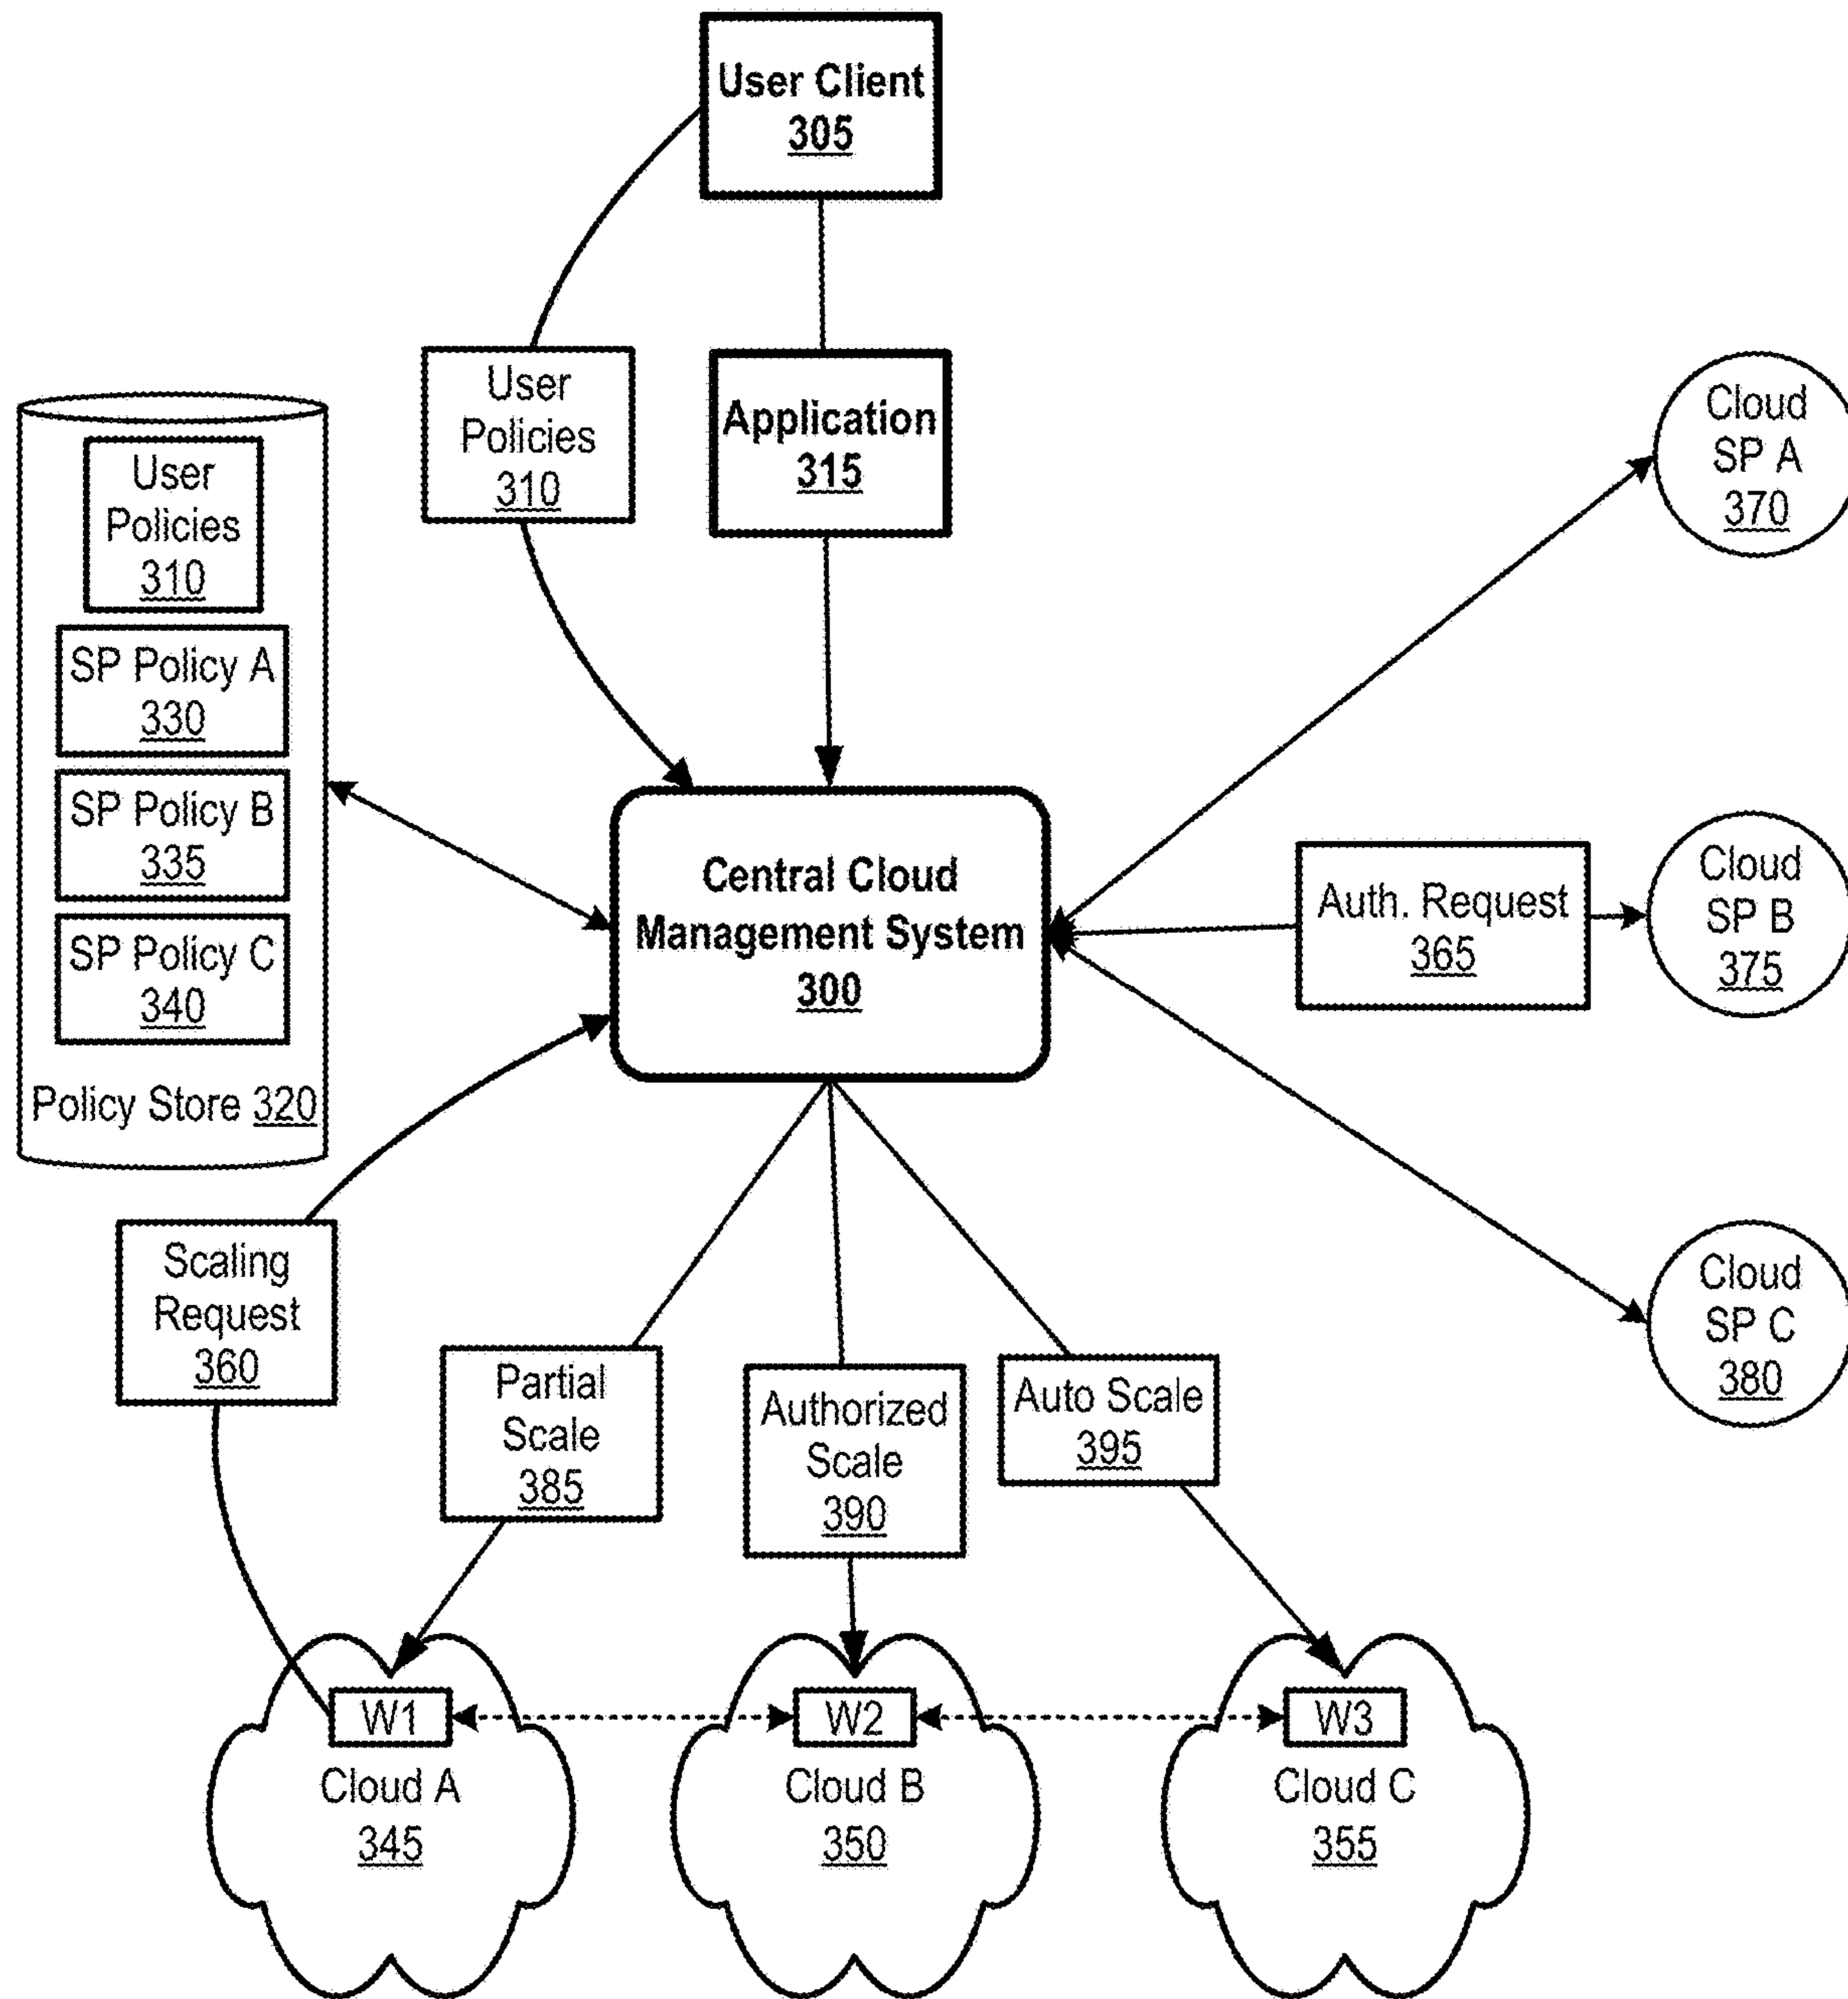 User Client
305
User
Policies
310
Application
315
User
Policies
310
SP Policy A
330
SP Policy B
335
SP Policy C
340
Policy Store 320
Central Cloud
Management System
300
Cloud
SP A
370
Auth. Request
365
Cloud
SP B
375
Cloud
SP C
380
Scaling
Request
360
Partial
Scale
385
Authorized
Scale
390
Auto Scale
395
W1
Cloud A
345
W2
Cloud B
350
W3
Cloud C
355